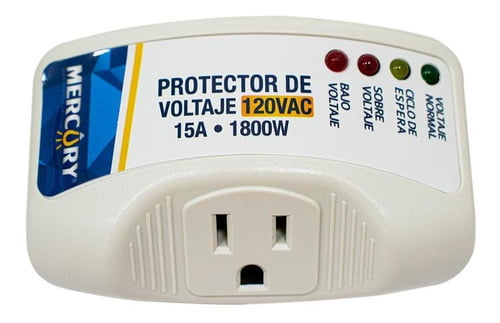 MERCURY
PROTECTOR DE
VOLTAJE 120VAC
15A • 1800W
BAJO
VOLTAJE
SOBRE
VOLTAJE
CICLO DE
ESPERA
VOLTAJE
NORMAL